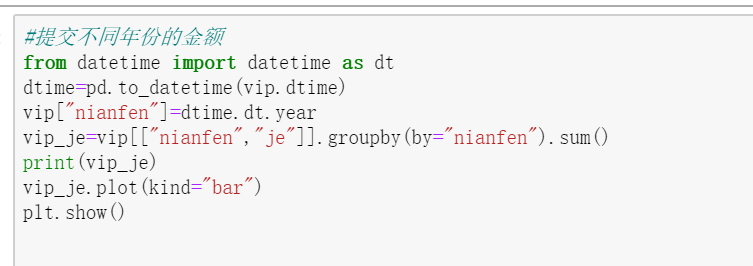 #提交不同年份的金额
from datetime import datetime as dt
dtime=pd.to_datetime(vip.dtime)
vip["nianfen"]=dtime.dt.year
vip_je=vip[["nianfen","je"]].groupby(by="nianfen").sum()
print(vip_je)
vip_je.plot(kind="bar")
plt.show()